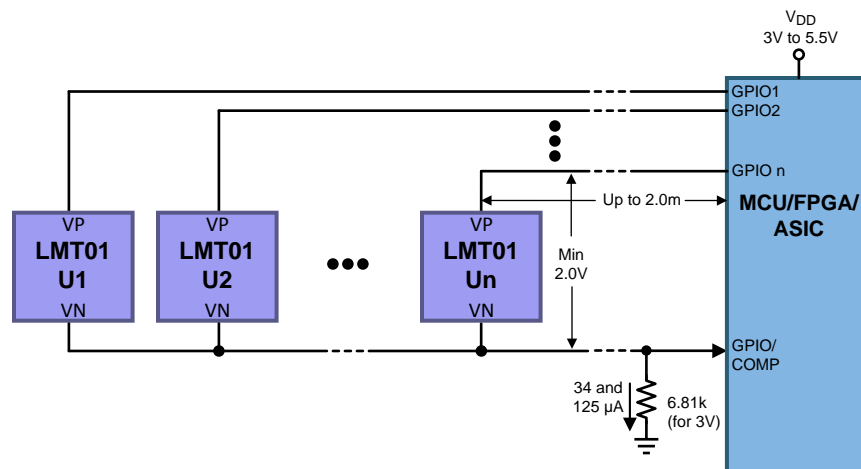 VDD
3V to 5.5V
GPIO1
GPIO2
GPIO n
Up to 2.0m
MCU/FPGA/
ASIC
VP
LMT01
U1
VN
VP
LMT01
U2
VN
VP
LMT01
Un
VN
Min
2.0V
GPIO/
COMP
34 and
125 µA
6.81k
(for 3V)